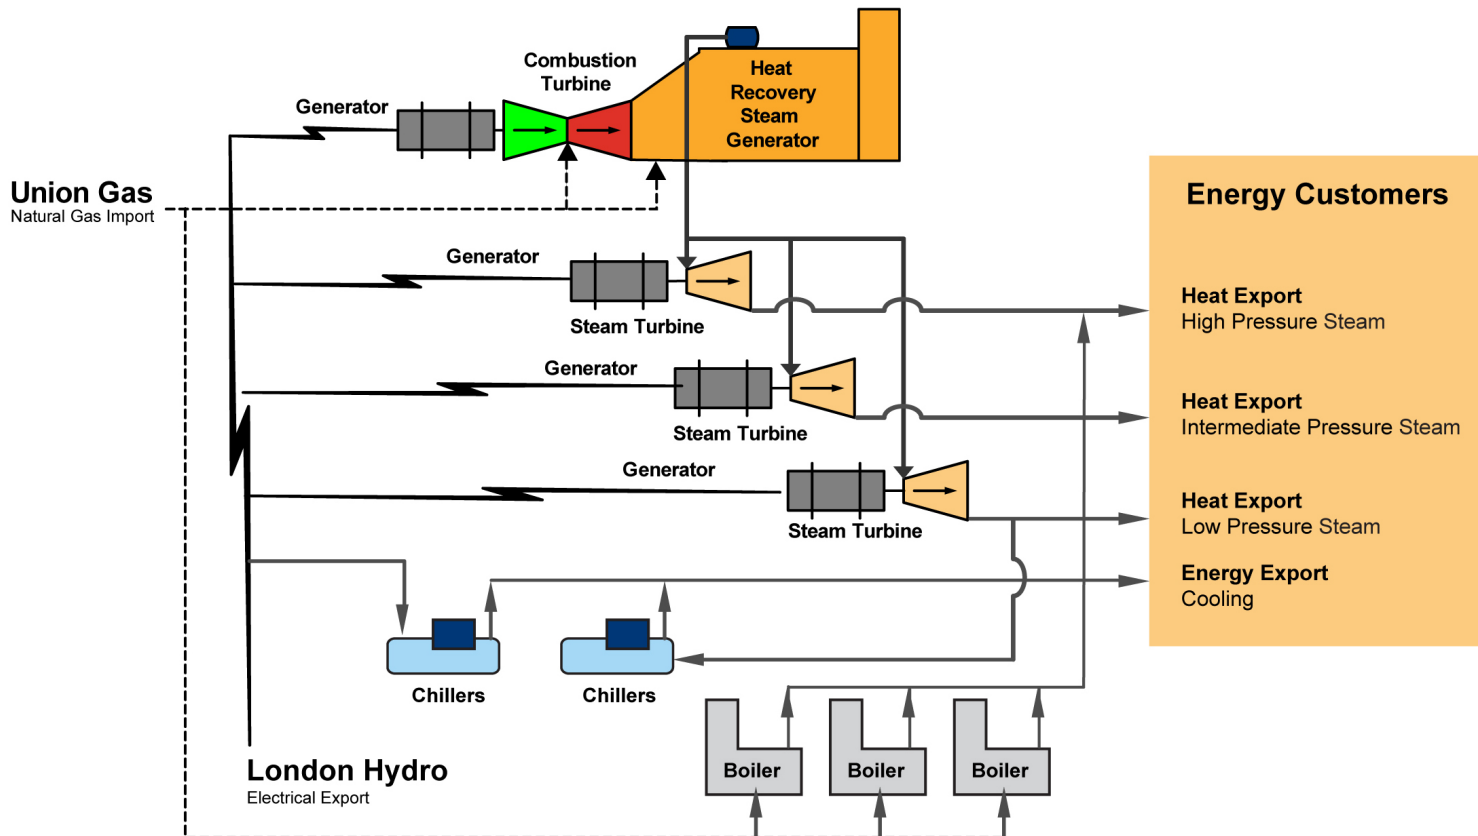 Combustion
Turbine
Heat
Recovery
Steam
Generator
Generator
Union Gas
Natural Gas Import
Energy Customers
Generator
Steam Turbine
Heat Export
High Pressure Steam
Generator
Steam Turbine
Heat Export
Intermediate Pressure Steam
Generator
Steam Turbine
Heat Export
Low Pressure Steam
Energy Export
Cooling
Chillers
Chillers
London Hydro
Electrical Export
Boiler
Boiler
Boiler